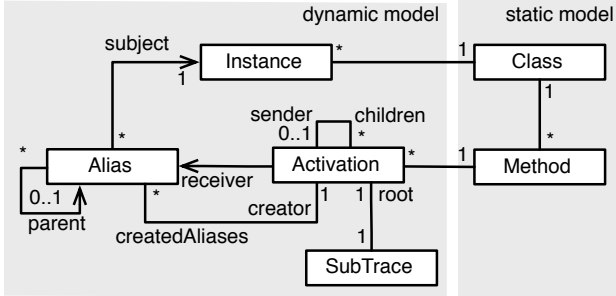 dynamic model
static model
subject
1
Instance
*
1
Class
1
*
sender
children
0..1
*
*
*
Alias
receiver
Activation
*
1
Method
0..1
parent
*
createdAliases
creator
1
1
root
1
SubTrace